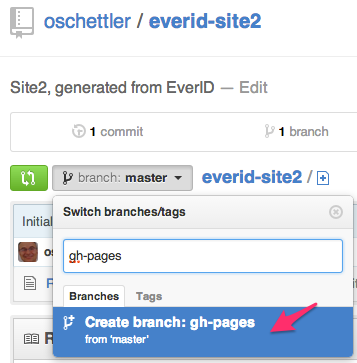 oschettler / everid-site2
Site2, generated from EverID — Edit
1 commit
1 branch
branch: master
everid-site2 /
Switch branches/tags
Initial
gh-pages
os
Branches
Tags
Create branch: gh-pages
from 'master'